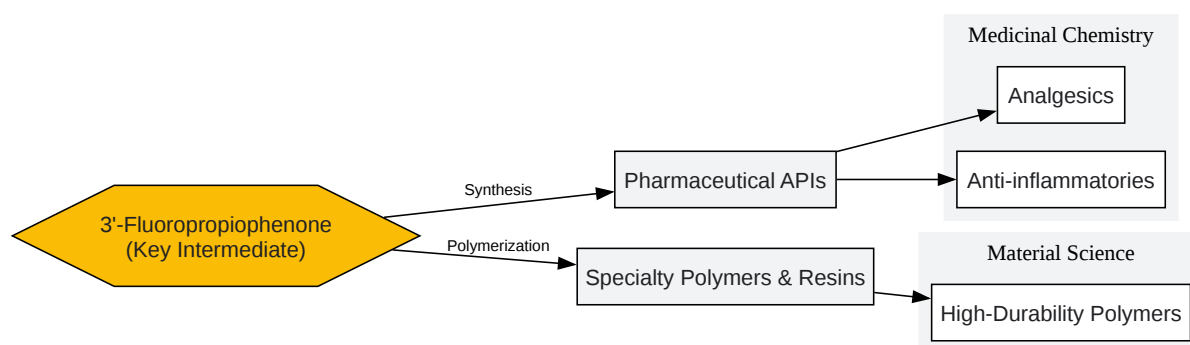 Medicinal Chemistry
Analgesics
Pharmaceutical APIs
Anti-inflammatories
Synthesis
3'-Fluoropropiophenone
(Key Intermediate)
Polymerization
Specialty Polymers & Resins
Material Science
High-Durability Polymers